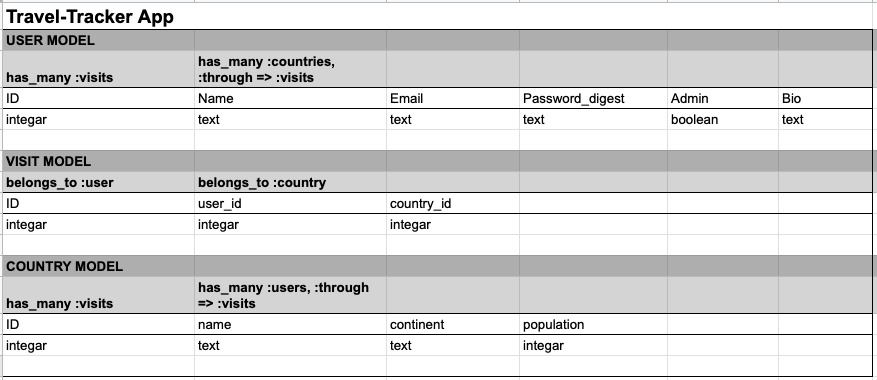 Travel-Tracker App
USER MODEL
has_many :visits has_many :countries, :through => :visits
ID Name Email Password_digest Admin Bio
integar text text text boolean text
VISIT MODEL
belongs_to :user belongs_to :country
ID user_id country_id
integar integar integar
COUNTRY MODEL
has_many :visits has_many :users, :through => :visits
ID name continent population
integar text text integar